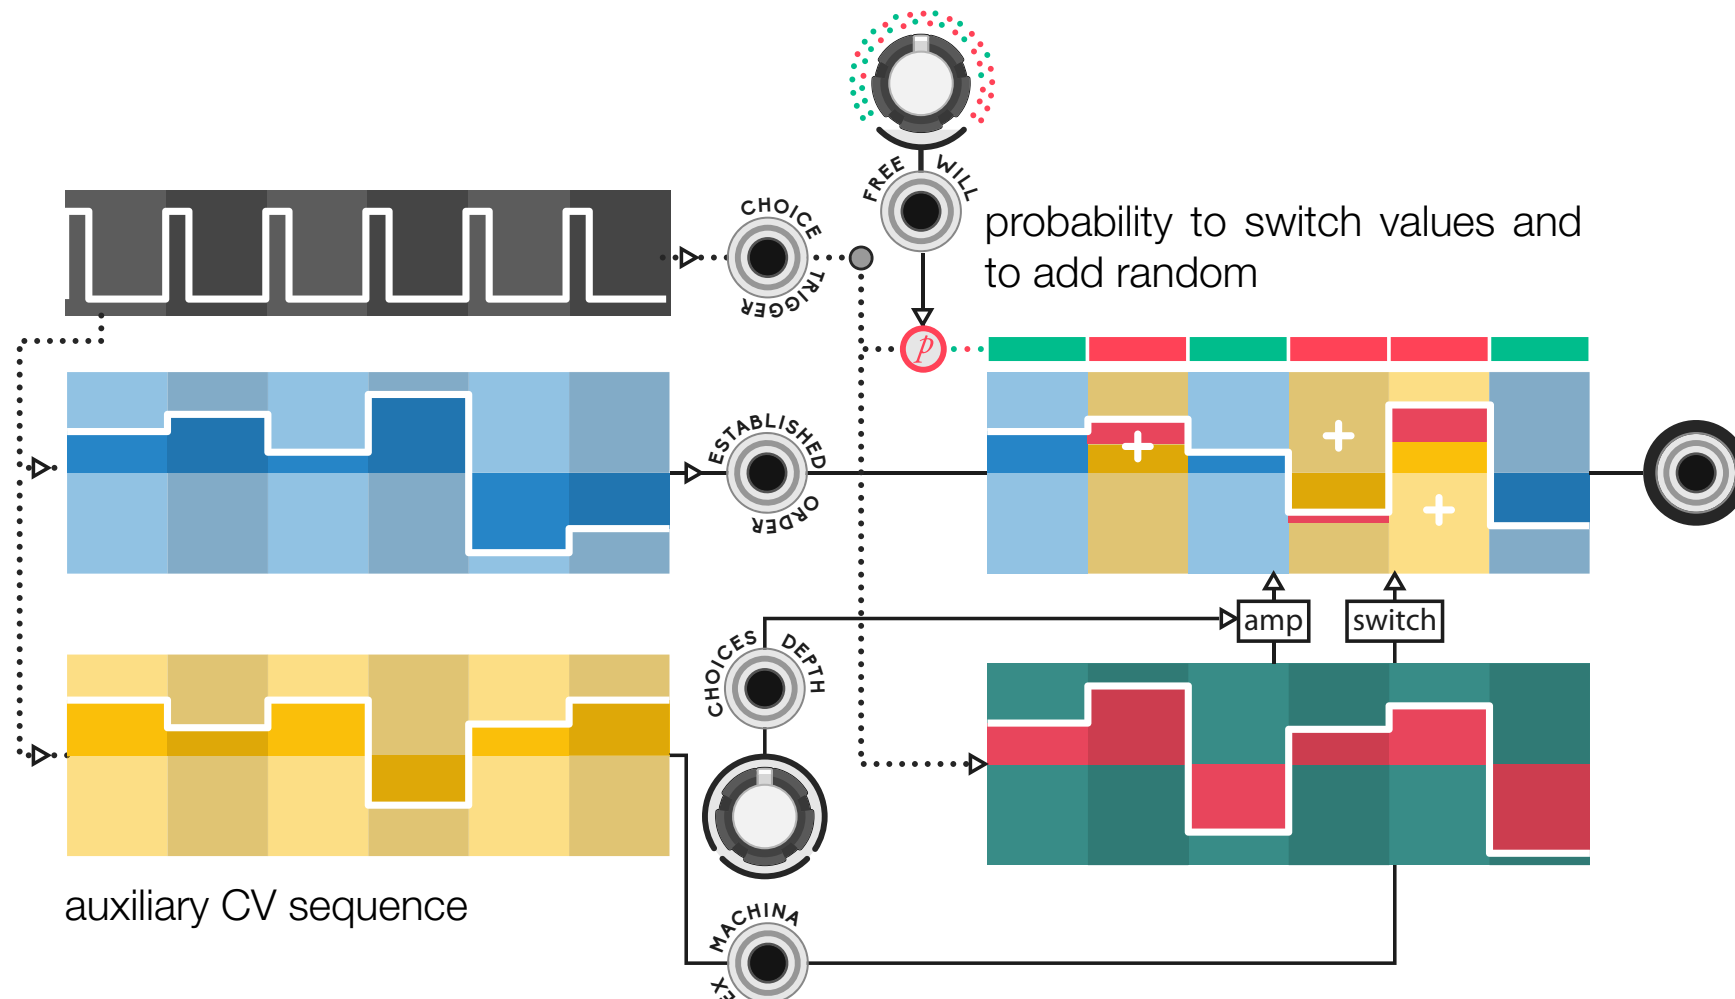 FREE WILL
CHOICE
TRIGGER
probability to switch values and
to add random
p
ESTABLISHED
ORDER
amp
switch
CHOICES DEPTH
auxiliary CV sequence
MACHINA
EX